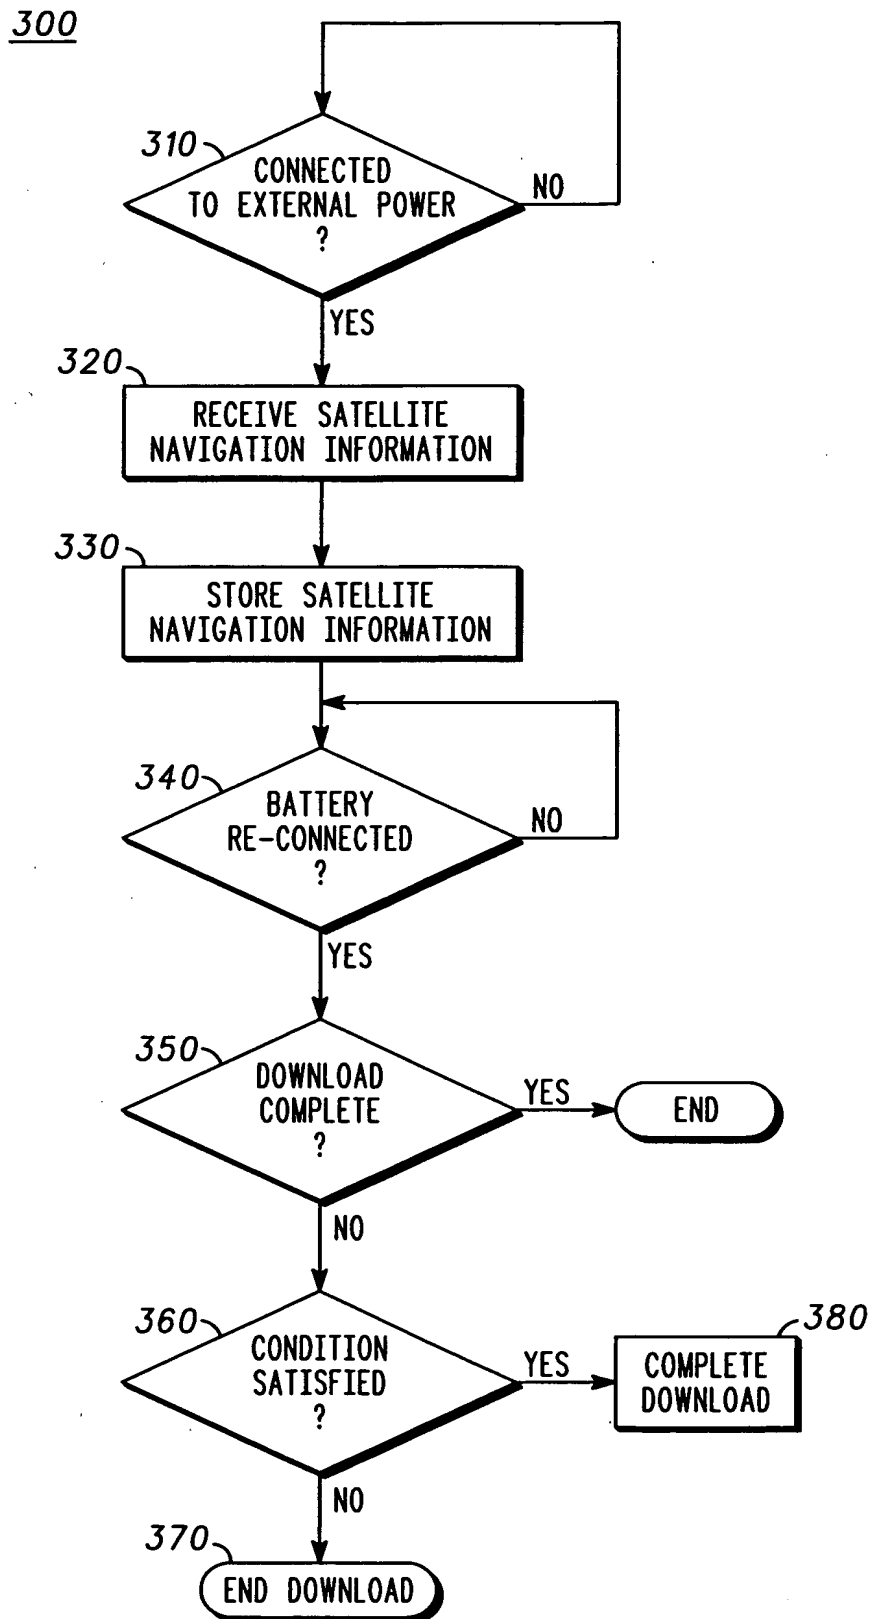 300
310
CONNECTED
TO EXTERNAL POWER
?
NO
YES
320
RECEIVE SATELLITE
NAVIGATION INFORMATION
330
STORE SATELLITE
NAVIGATION INFORMATION
340
BATTERY
RE-CONNECTED
?
NO
YES
350
DOWNLOAD
COMPLETE
?
YES
END
NO
360
CONDITION
SATISFIED
?
YES
380
COMPLETE
DOWNLOAD
NO
370
END DOWNLOAD